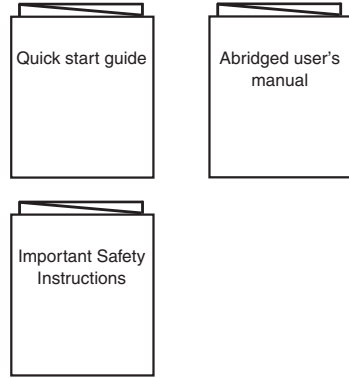 Quick start guide
Abridged user's
manual
Important Safety
Instructions